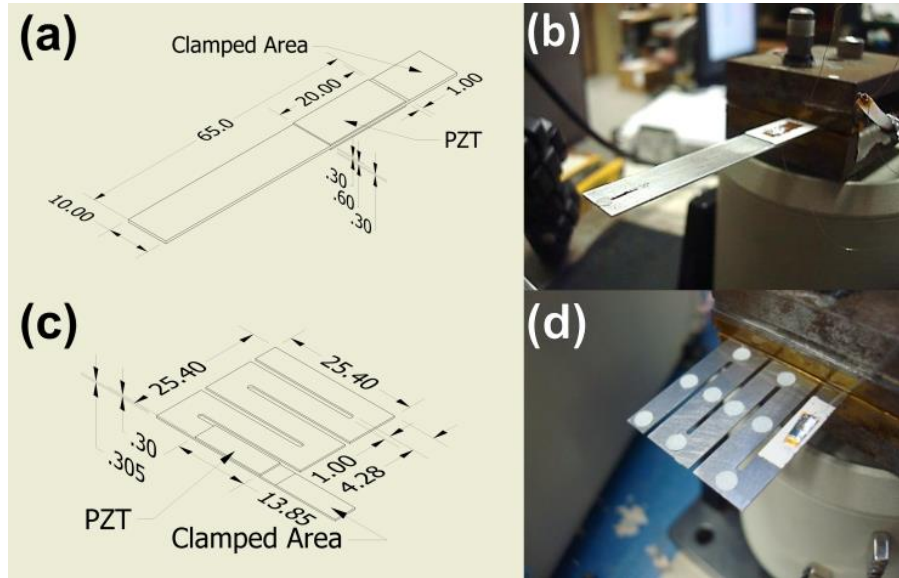 (a)
Clamped Area
20.00
1.00
65.0
PZT
10.00
.30
.60
.30
(b)
(c)
25.40
25.40
.30
.305
1.00
4.28
13.85
PZT
Clamped Area
(d)